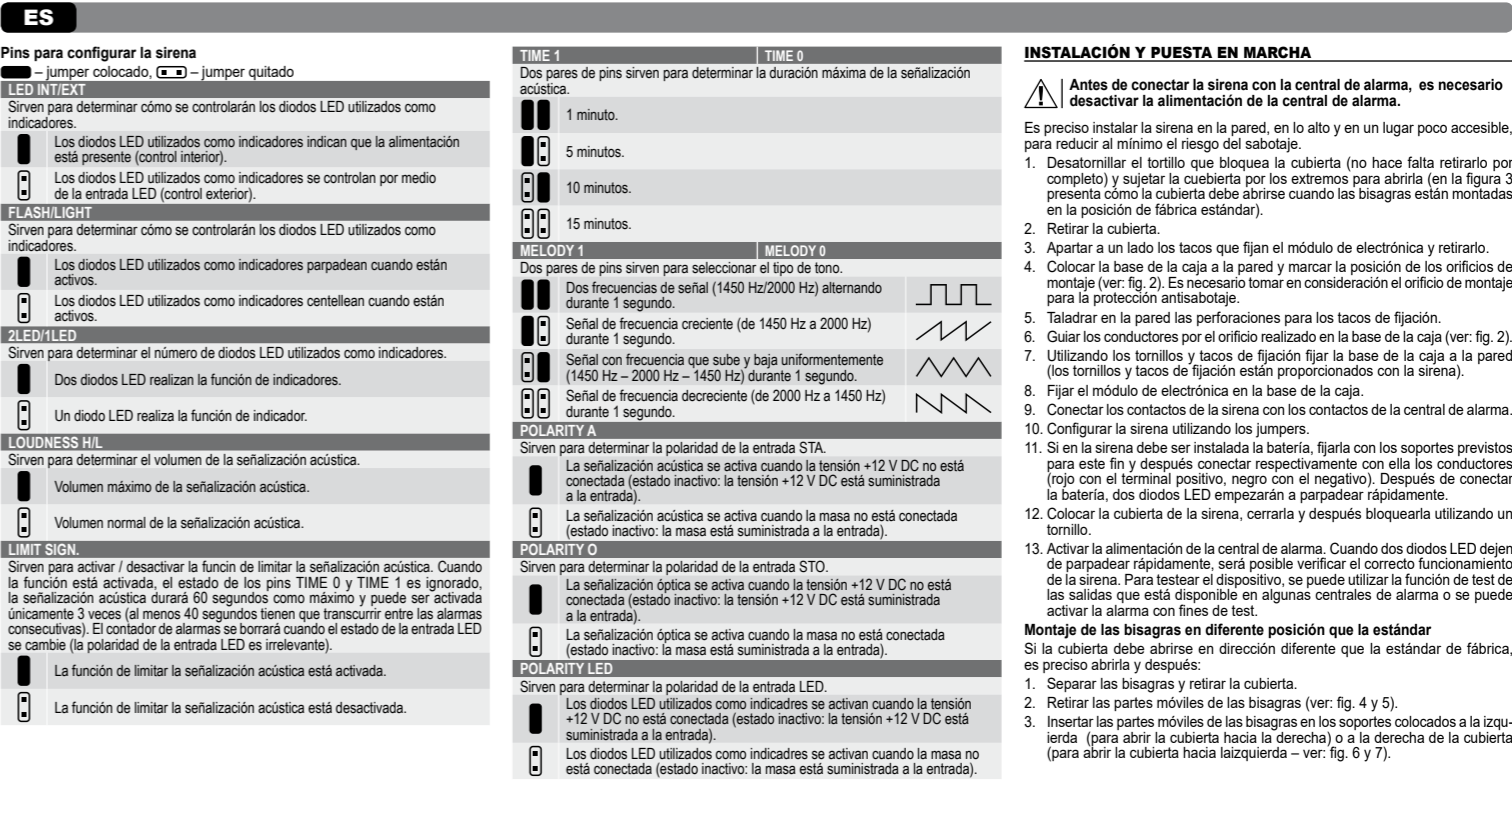 ES
Pins para configurar la sirena
– jumper colocado, – jumper quitado
LED INT/EXT
Sirven para determinar cómo se controlarán los diodos LED utilizados como
indicadores.
Los diodos LED utilizados como indicadores indican que la alimentación
está presente (control interior).
Los diodos LED utilizados como indicadores se controlan por medio
de la entrada LED (control exterior).
FLASH/LIGHT
Sirven para determinar cómo se controlarán los diodos LED utilizados como
indicadores.
Los diodos LED utilizados como indicadores parpadean cuando están
activos.
Los diodos LED utilizados como indicadores centellean cuando están
activos.
2LED/1LED
Sirven para determinar el número de diodos LED utilizados como indicadores.
Dos diodos LED realizan la función de indicadores.
Un diodo LED realiza la función de indicador.
LOUDNESS H/L
Sirven para determinar el volumen de la señalización acústica.
Volumen máximo de la señalización acústica.
Volumen normal de la señalización acústica.
LIMIT SIGN.
Sirven para activar / desactivar la funcin de limitar la señalización acústica. Cuando
la función está activada, el estado de los pins TIME 0 y TIME 1 es ignorado,
la señalización acústica durará 60 segundos como máximo y puede ser activada
únicamente 3 veces (al menos 40 segundos tienen que transcurrir entre las alarmas
consecutivas). El contador de alarmas se borrará cuando el estado de la entrada LED
se cambie (la polaridad de la entrada LED es irrelevante).
La función de limitar la señalización acústica está activada.
La función de limitar la señalización acústica está desactivada.
TIME 1 TIME 0
Dos pares de pins sirven para determinar la duración máxima de la señalización
acústica.
1 minuto.
5 minutos.
10 minutos.
15 minutos.
MELODY 1 MELODY 0
Dos pares de pins sirven para seleccionar el tipo de tono.
Dos frecuencias de señal (1450 Hz/2000 Hz) alternando
durante 1 segundo.
Señal de frecuencia creciente (de 1450 Hz a 2000 Hz)
durante 1 segundo.
Señal con frecuencia que sube y baja uniformentemente
(1450 Hz – 2000 Hz – 1450 Hz) durante 1 segundo.
Señal de frecuencia decreciente (de 2000 Hz a 1450 Hz)
durante 1 segundo.
POLARITY A
Sirven para determinar la polaridad de la entrada STA.
La señalización acústica se activa cuando la tensión +12 V DC no está
conectada (estado inactivo: la tensión +12 V DC está suministrada
a la entrada).
La señalización acústica se activa cuando la masa no está conectada
(estado inactivo: la masa está suministrada a la entrada).
POLARITY O
Sirven para determinar la polaridad de la entrada STO.
La señalización óptica se activa cuando la tensión +12 V DC no está
conectada (estado inactivo: la tensión +12 V DC está suministrada
a la entrada).
La señalización óptica se activa cuando la masa no está conectada
(estado inactivo: la masa está suministrada a la entrada).
POLARITY LED
Sirven para determinar la polaridad de la entrada LED.
Los diodos LED utilizados como indicadres se activan cuando la tensión
+12 V DC no está conectada (estado inactivo: la tensión +12 V DC está
suministrada a la entrada).
Los diodos LED utilizados como indicadres se activan cuando la masa no
está conectada (estado inactivo: la masa está suministrada a la entrada).
INSTALACIÓN Y PUESTA EN MARCHA
Antes de conectar la sirena con la central de alarma, es necesario
desactivar la alimentación de la central de alarma.
Es preciso instalar la sirena en la pared, en lo alto y en un lugar poco accesible,
para reducir al mínimo el riesgo del sabotaje.
1. Desatornillar el tortillo que bloquea la cubierta (no hace falta retirarlo por
completo) y sujetar la cuebierta por los extremos para abrirla (en la figura 3
presenta cómo la cubierta debe abrirse cuando las bisagras están montadas
en la posición de fábrica estándar).
2. Retirar la cubierta.
3. Apartar a un lado los tacos que fijan el módulo de electrónica y retirarlo.
4. Colocar la base de la caja a la pared y marcar la posición de los orificios de
montaje (ver: fig. 2). Es necesario tomar en consideración el orificio de montaje
para la protección antisabotaje.
5. Taladrar en la pared las perforaciones para los tacos de fijación.
6. Guiar los conductores por el orificio realizado en la base de la caja (ver: fig. 2).
7. Utilizando los tornillos y tacos de fijación fijar la base de la caja a la pared
(los tornillos y tacos de fijación están proporcionados con la sirena).
8. Fijar el módulo de electrónica en la base de la caja.
9. Conectar los contactos de la sirena con los contactos de la central de alarma.
10. Configurar la sirena utilizando los jumpers.
11. Si en la sirena debe ser instalada la batería, fijarla con los soportes previstos
para este fin y después conectar respectivamente con ella los conductores
(rojo con el terminal positivo, negro con el negativo). Después de conectar
la batería, dos diodos LED empezarán a parpadear rápidamente.
12. Colocar la cubierta de la sirena, cerrarla y después bloquearla utilizando un
tornillo.
13. Activar la alimentación de la central de alarma. Cuando dos diodos LED dejen
de parpadear rápidamente, será posible verificar el correcto funcionamiento
de la sirena. Para testear el dispositivo, se puede utilizar la función de test de
las salidas que está disponible en algunas centrales de alarma o se puede
activar la alarma con fines de test.
Montaje de las bisagras en diferente posición que la estándar
Si la cubierta debe abrirse en dirección diferente que la estándar de fábrica,
es preciso abrirla y después:
1. Separar las bisagras y retirar la cubierta.
2. Retirar las partes móviles de las bisagras (ver: fig. 4 y 5).
3. Insertar las partes móviles de las bisagras en los soportes colocados a la izqu-
ierda (para abrir la cubierta hacia la derecha) o a la derecha de la cubierta
(para abrir la cubierta hacia laizquierda – ver: fig. 6 y 7).